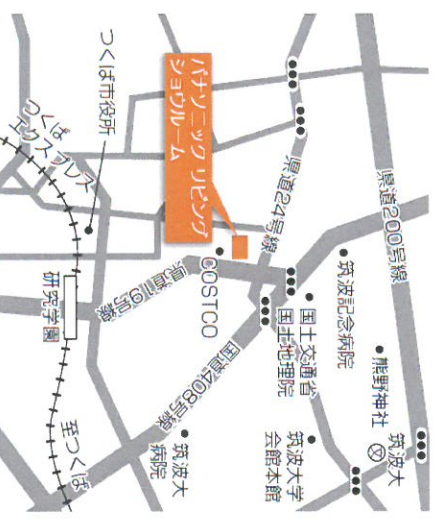 県道200号線
筑波大
熊野神社
筑波記念病院
国土交通省
国土地理院
筑波大学
会館本館
県道24号線
パナソニック リビング
ショウルーム
COSTCO
県道19号線
国道408号線
筑波大
病院
つくば市役所
つくば
エクスプレス
研究学園
至つくば